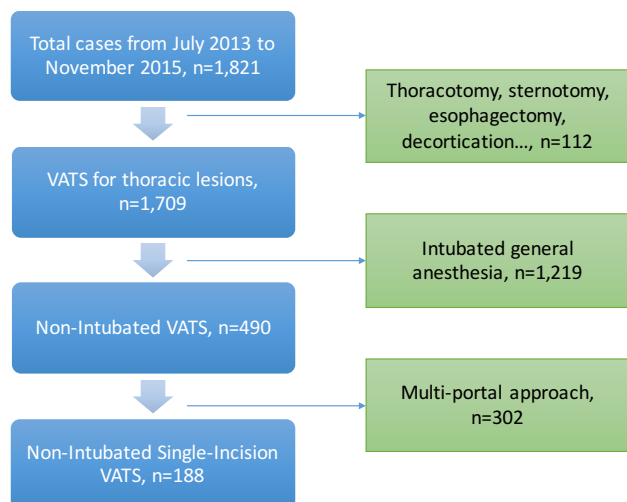 Total cases from July 2013 to
November 2015, n=1,821
Thoracotomy, sternotomy,
esophagectomy,
decortication..., n=112
VATS for thoracic lesions,
n=1,709
Intubated general
anesthesia, n=1,219
Non-Intubated VATS, n=490
Multi-portal approach,
n=302
Non-Intubated Single-Incision
VATS, n=188